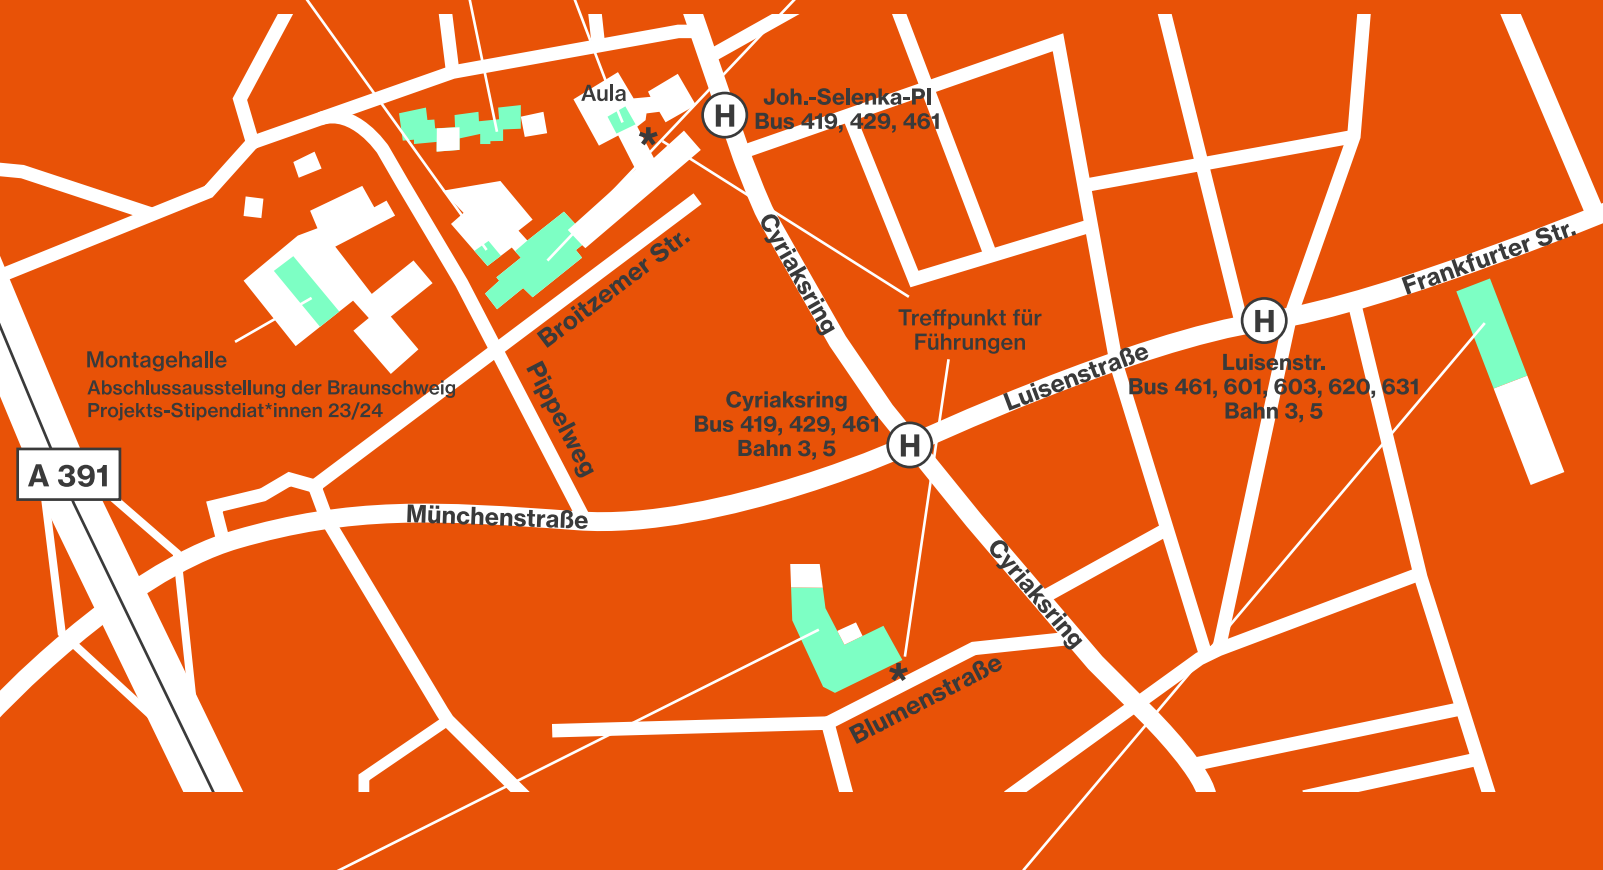 Aula
H
Joh.-Selenka-Pl
Bus 419, 429, 461
*
Cyriaksring
Broitzemer Str.
Frankfurter Str.
Treffpunkt für
Führungen
H
Montagehalle
Abschlussausstellung der Braunschweig
Projekts-Stipendiat*innen 23/24
Pippelweg
Luisenstraße
Luisenstr.
Bus 461, 601, 603, 620, 631
Bahn 3, 5
Cyriaksring
Bus 419, 429, 461
Bahn 3, 5
H
A 391
Münchenstraße
Cyriaksring
*
Blumenstraße